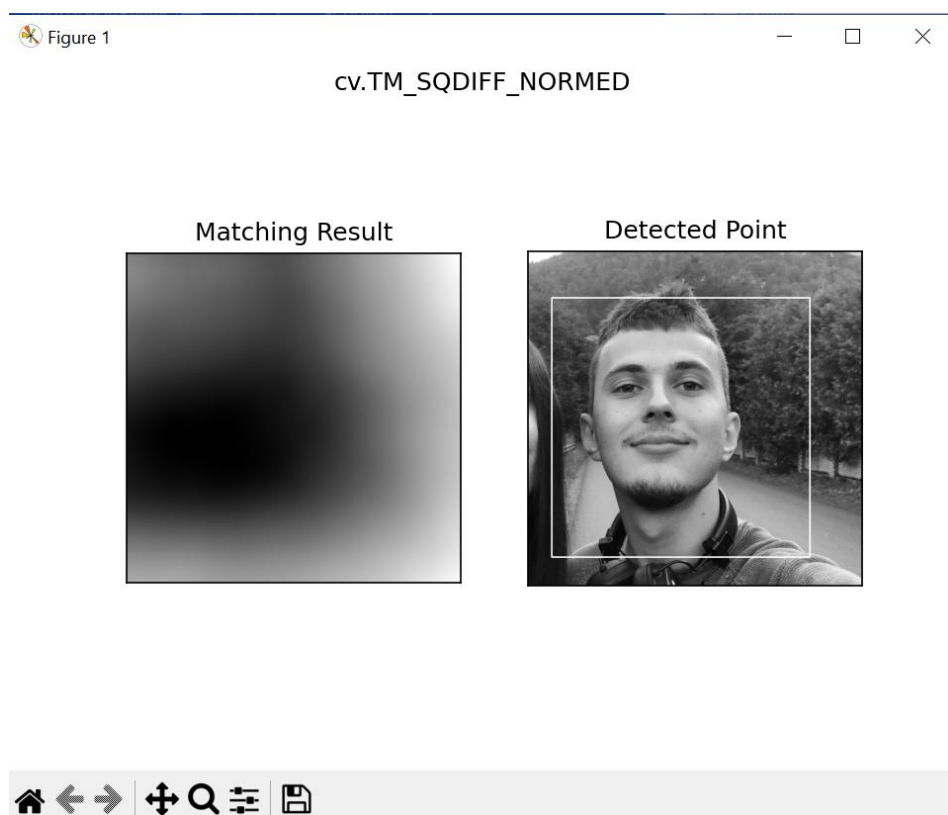 Figure 1
cv.TM_SQDIFF_NORMED
Matching Result
Detected Point